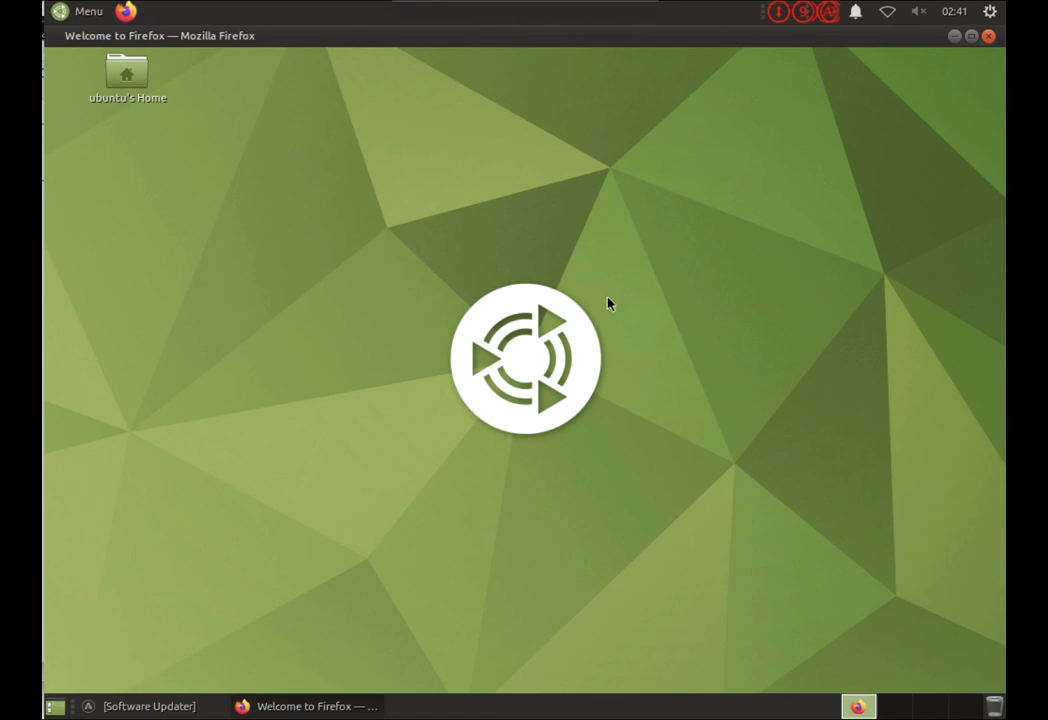 Menu
02:41
Welcome to Firefox — Mozilla Firefox
ubuntu's Home
[Software Updater]
Welcome to Firefox — …